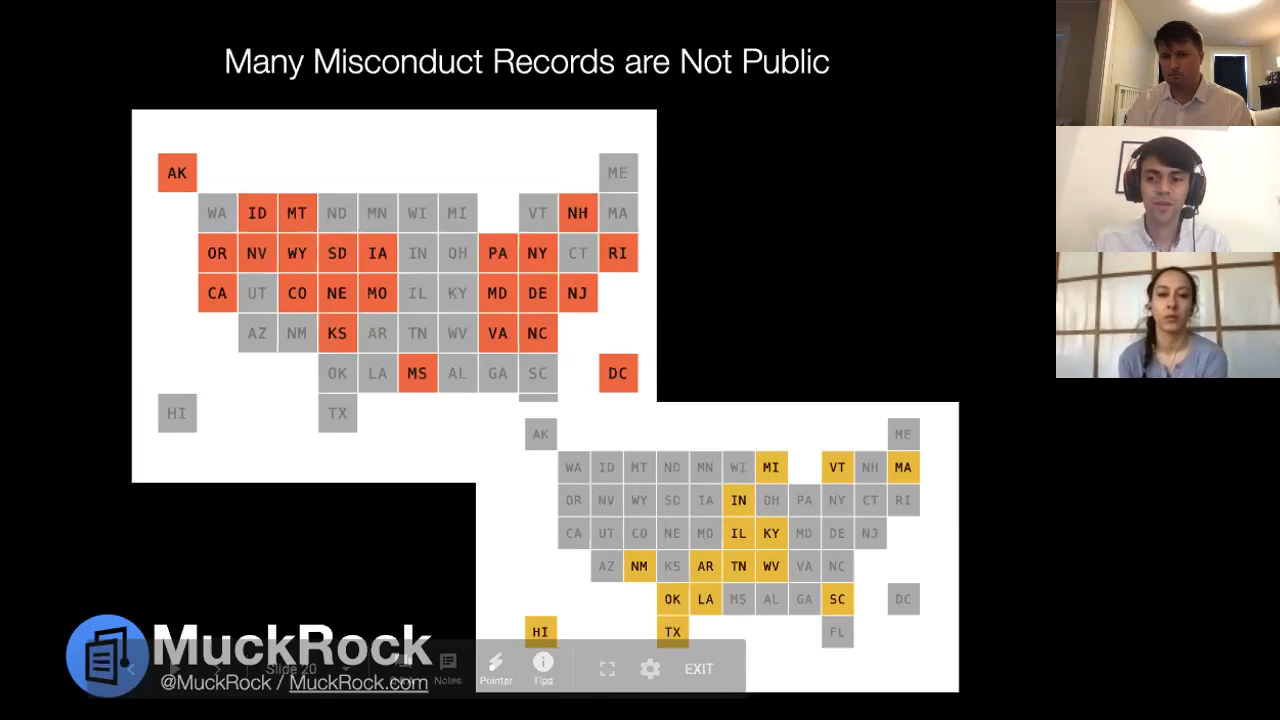 Many Misconduct Records are Not Public
AK ME
WA ID MT ND MN WI MI VT NH MA
OR NV WY SD IA IN OH PA NY CT RI
CA UT CO NE MO IL KY MD DE NJ
AZ NM KS AR TN WV VA NC
OK LA MS AL GA SC DC
HI TX
AK ME
WA ID MT ND MN WI MI VT NH MA
OR NV WY SD IA IN OH PA NY CT RI
CA UT CO NE MO IL KY MD DE NJ
AZ NM KS AR TN WV VA NC
OK LA MS AL GA SC DC
HI TX FL
MuckRock
Slide 20 Notes Pointer Tips EXIT
@MuckRock / MuckRock.com